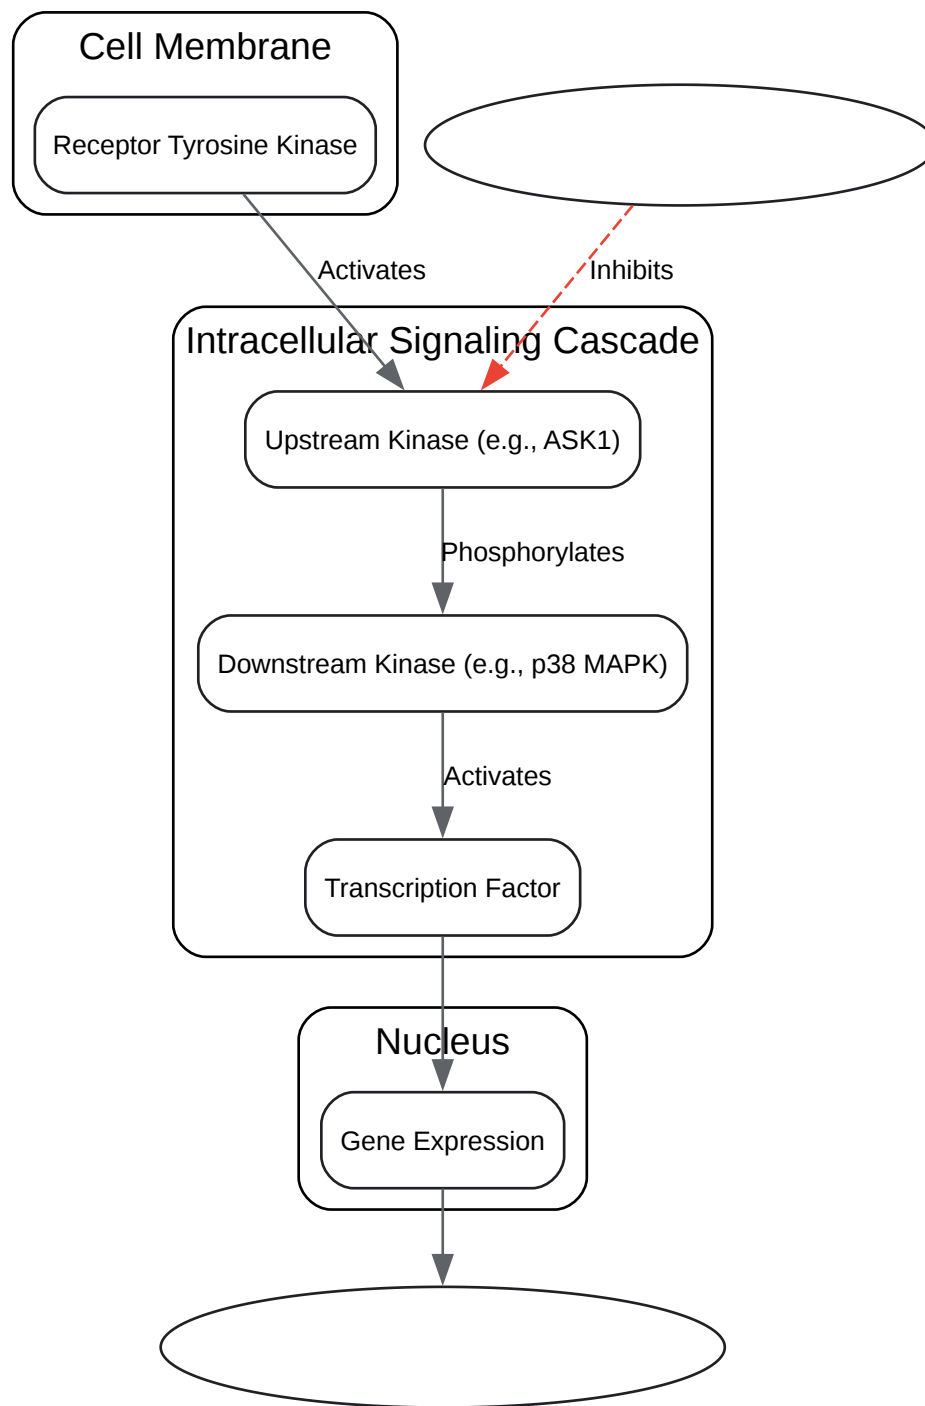 Cell Membrane
Receptor Tyrosine Kinase
Activates
Inhibits
Intracellular Signaling Cascade
Upstream Kinase (e.g., ASK1)
Phosphorylates
Downstream Kinase (e.g., p38 MAPK)
Activates
Transcription Factor
Nucleus
Gene Expression